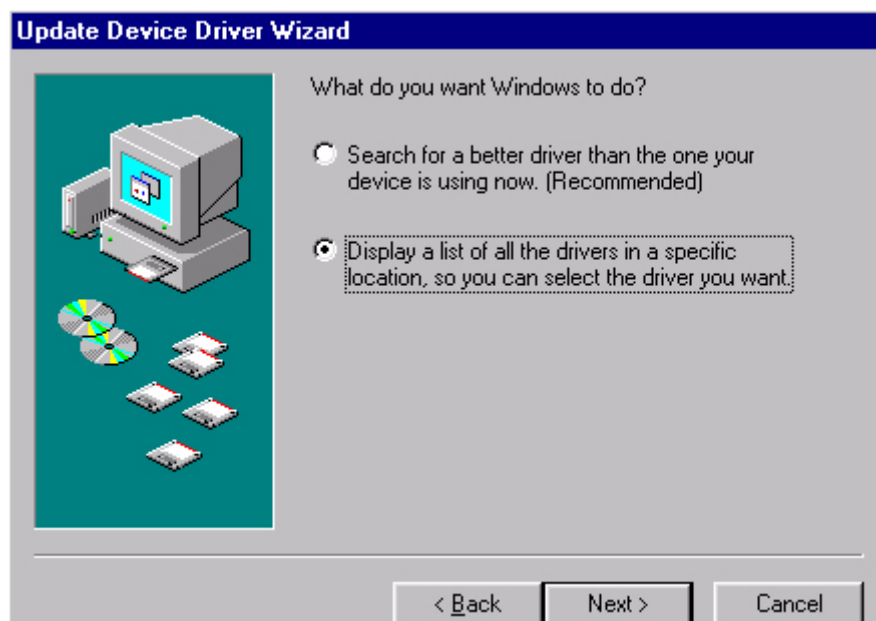 Update Device Driver Wizard
What do you want Windows to do?
Search for a better driver than the one your
device is using now. (Recommended)
Display a list of all the drivers in a specific
location, so you can select the driver you want.
< Back
Next >
Cancel